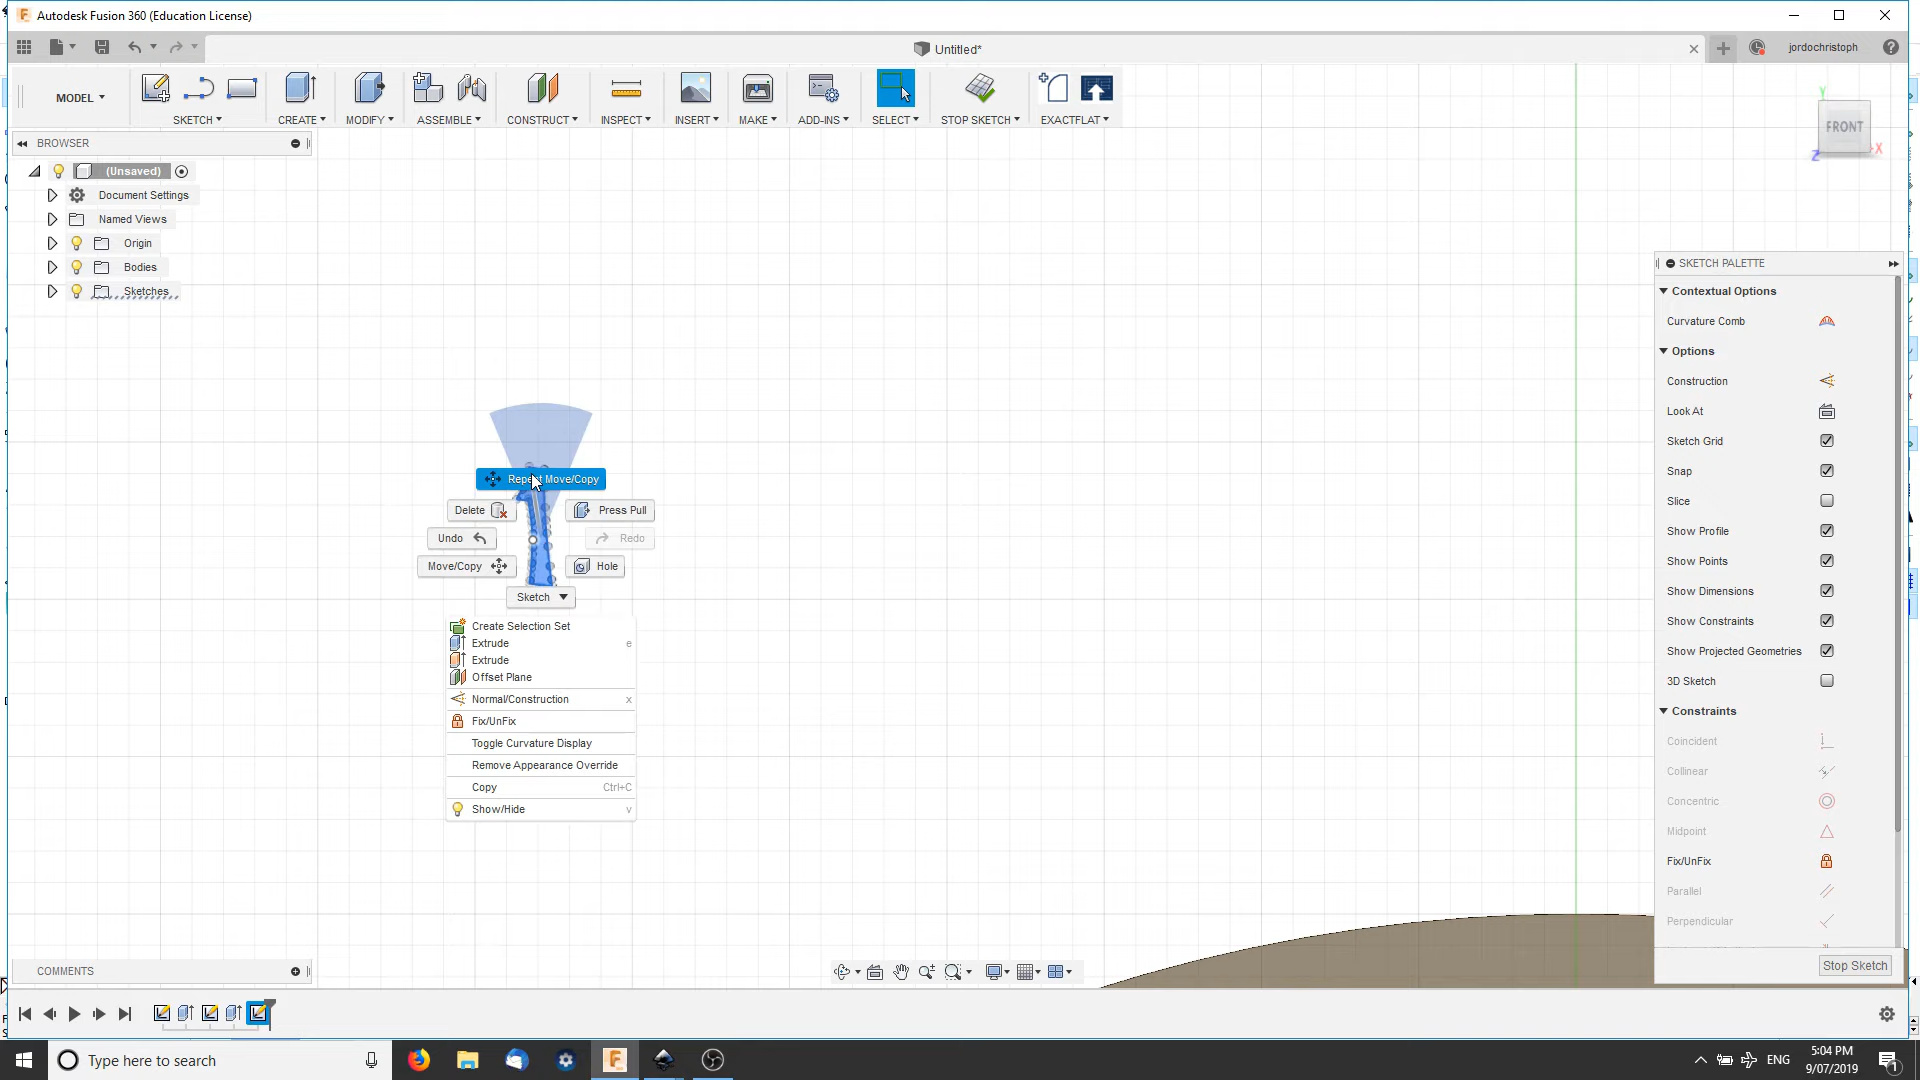 Autodesk Fusion 360 (Education License)
Untitled*
jordochristoph
MODEL
SKETCH
CREATE
MODIFY
ASSEMBLE
CONSTRUCT
INSPECT
INSERT
MAKE
ADD-INS
SELECT
STOP SKETCH
EXACTFLAT
BROWSER
(Unsaved)
Document Settings
Named Views
Origin
Bodies
Sketches
Y
FRONT
X
Z
SKETCH PALETTE
Contextual Options
Curvature Comb
Options
Construction
Look At
Sketch Grid
Snap
Slice
Show Profile
Show Points
Show Dimensions
Show Constraints
Show Projected Geometries
3D Sketch
Constraints
Coincident
Collinear
Concentric
Midpoint
Fix/UnFix
Parallel
Perpendicular
Stop Sketch
Repeat Move/Copy
Delete
Press Pull
Undo
Redo
Move/Copy
Hole
Sketch
Create Selection Set
Extrude e
Extrude
Offset Plane
Normal/Construction x
Fix/UnFix
Toggle Curvature Display
Remove Appearance Override
Copy Ctrl+C
Show/Hide v
COMMENTS
Type here to search
ENG
5:04 PM
9/07/2019
1